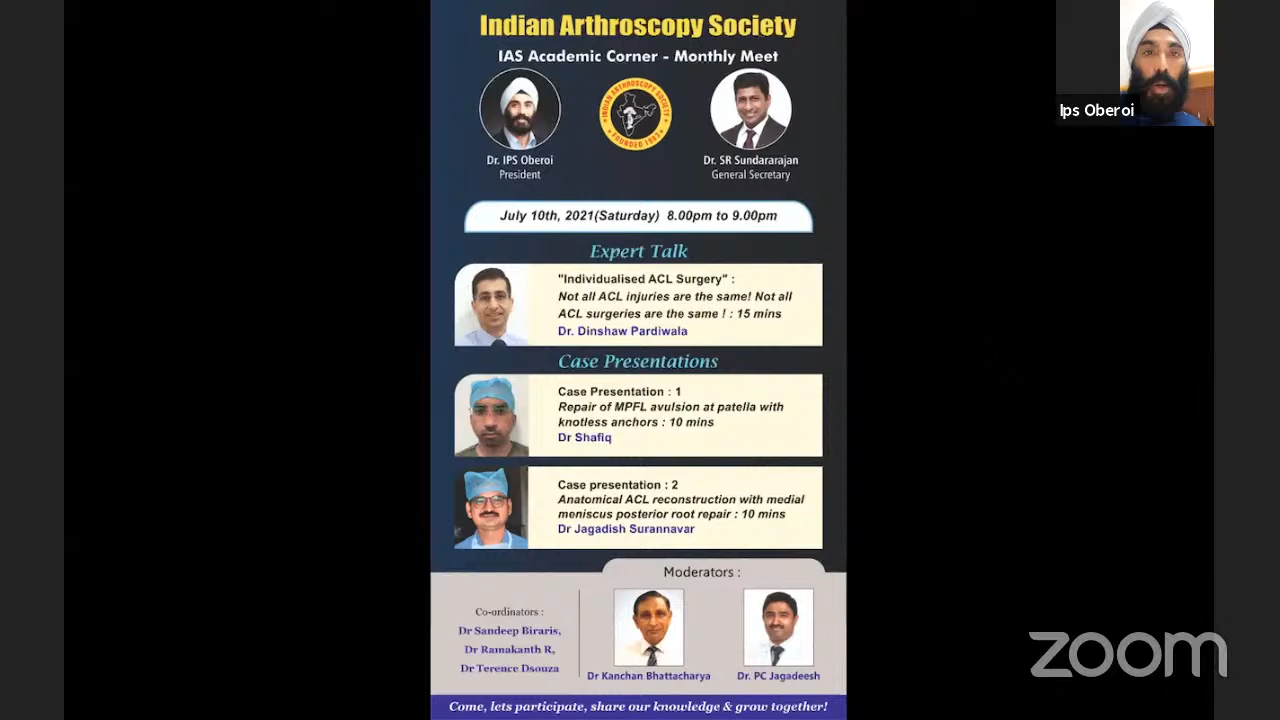 Indian Arthroscopy Society
IAS Academic Corner - Monthly Meet
INDIAN ARTHROSCOPY SOCIETY
FOUNDED 1983
Dr. IPS Oberoi
President
Dr. SR Sundararajan
General Secretary
July 10th, 2021(Saturday) 8.00pm to 9.00pm
Expert Talk
"Individualised ACL Surgery" :
Not all ACL injuries are the same! Not all
ACL surgeries are the same ! : 15 mins
Dr. Dinshaw Pardiwala
Case Presentations
Case Presentation : 1
Repair of MPFL avulsion at patella with
knotless anchors : 10 mins
Dr Shafiq
Case presentation : 2
Anatomical ACL reconstruction with medial
meniscus posterior root repair : 10 mins
Dr Jagadish Surannavar
Co-ordinators :
Dr Sandeep Biraris,
Dr Ramakanth R,
Dr Terence Dsouza
Moderators :
Dr Kanchan Bhattacharya
Dr. PC Jagadeesh
Come, lets participate, share our knowledge & grow together!
Ips Oberoi
zoom